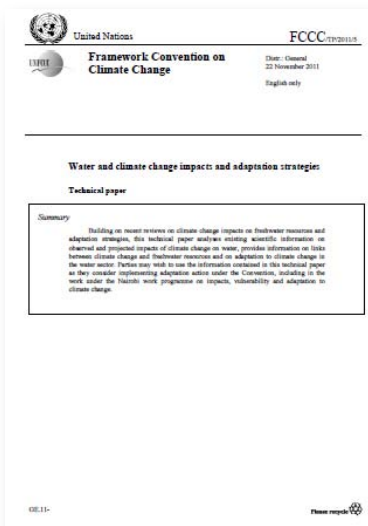 United Nations
FCCC/TP/2011/5
UNFCCC
Framework Convention on
Climate Change
Distr.: General
22 November 2011
English only
Water and climate change impacts and adaptation strategies
Technical paper
Summary
Building on recent reviews on climate change impacts on freshwater resources and
adaptation strategies, this technical paper analyses existing scientific information on
observed and projected impacts of climate change on water, provides information on links
between climate change and freshwater resources and on adaptation to climate change in
the water sector. Parties may wish to use the information contained in this technical paper
as they consider implementing adaptation action under the Convention, including in the
work under the Nairobi work programme on impacts, vulnerability and adaptation to
climate change.
GE.11-
Please recycle